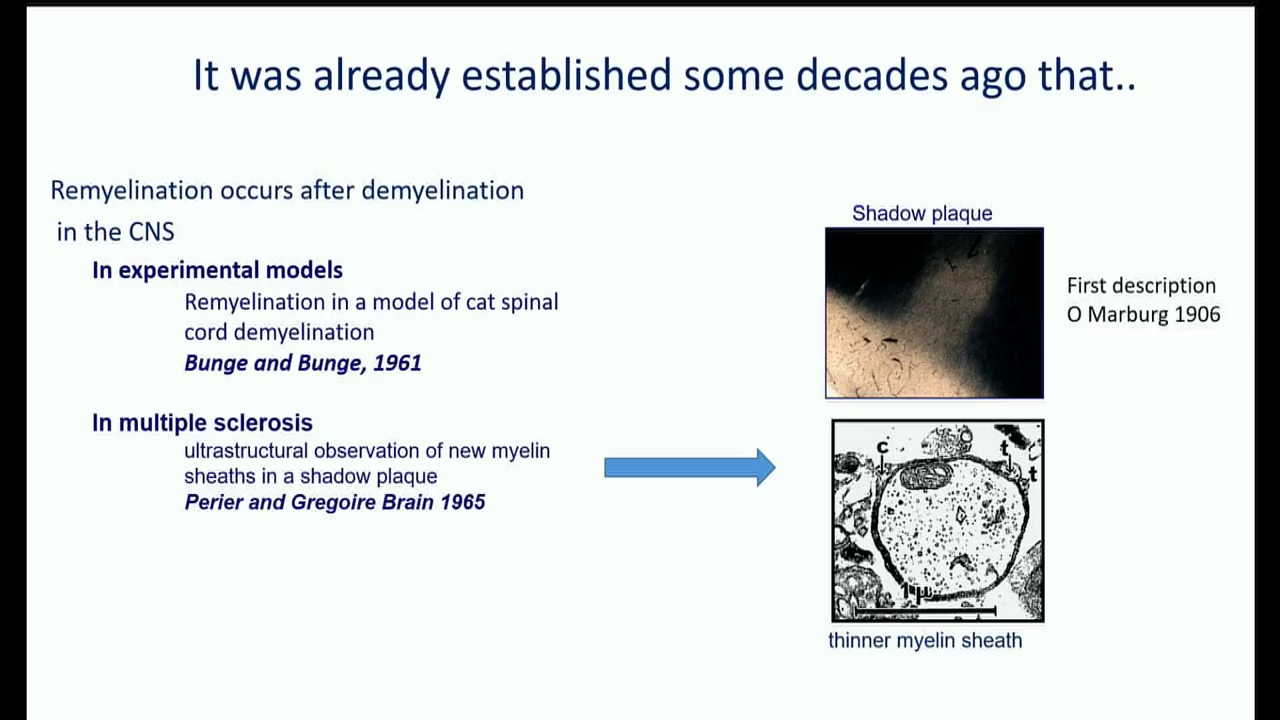 It was already established some decades ago that..
Remyelination occurs after demyelination
in the CNS
In experimental models
Remyelination in a model of cat spinal
cord demyelination
Bunge and Bunge, 1961
In multiple sclerosis
ultrastructural observation of new myelin
sheaths in a shadow plaque
Perier and Gregoire Brain 1965
Shadow plaque
First description
O Marburg 1906
c
t
t
1 μ
thinner myelin sheath